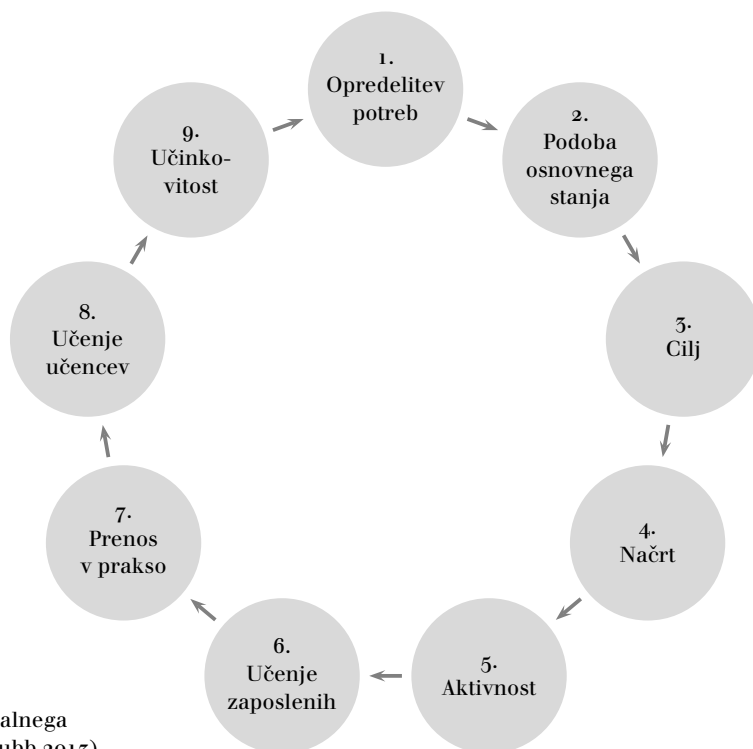 1.
Opredelitev
potreb
2.
Podoba
osnovnega
stanja
3.
Cilj
4.
Načrt
5.
Aktivnost
6.
Učenje
zaposlenih
7.
Prenos
v prakso
8.
Učenje
učencev
9.
Učinko-
vitost
alnega